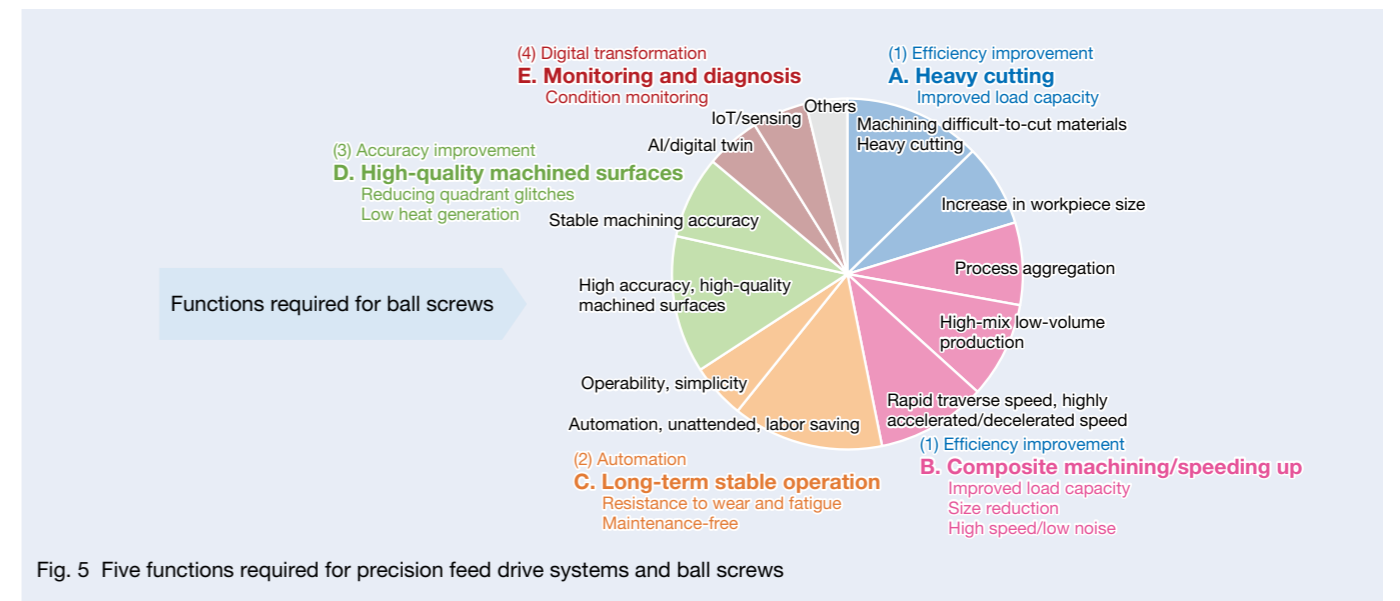 (4) Digital transformation
E. Monitoring and diagnosis
Condition monitoring
(1) Efficiency improvement
A. Heavy cutting
Improved load capacity
Others
IoT/sensing
AI/digital twin
Machining difficult-to-cut materials
Heavy cutting
(3) Accuracy improvement
D. High-quality machined surfaces
Reducing quadrant glitches
Low heat generation
Stable machining accuracy
Increase in workpiece size
Process aggregation
Functions required for ball screws
High accuracy, high-quality
machined surfaces
High-mix low-volume
production
Operability, simplicity
Automation, unattended, labor saving
Rapid traverse speed, highly
accelerated/decelerated speed
(2) Automation
C. Long-term stable operation
Resistance to wear and fatigue
Maintenance-free
(1) Efficiency improvement
B. Composite machining/speeding up
Improved load capacity
Size reduction
High speed/low noise
Fig. 5 Five functions required for precision feed drive systems and ball screws